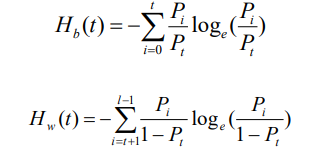 H_b(t) = -\sum_{i=0}^{t} \frac{P_i}{P_t} \log_e(\frac{P_i}{P_t})
H_w(t) = -\sum_{i=t+1}^{l-1} \frac{P_i}{1-P_t} \log_e(\frac{P_i}{1-P_t})